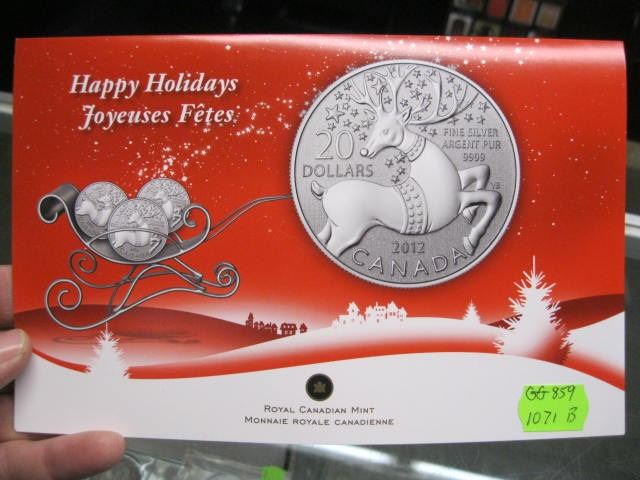 Happy Holidays
Joyeuses Fêtes
20
DOLLARS
FINE SILVER
ARGENT PUR
9999
2012
CANADA
ROYAL CANADIAN MINT
MONNAIE ROYALE CANADIENNE
GG 859
1071 B